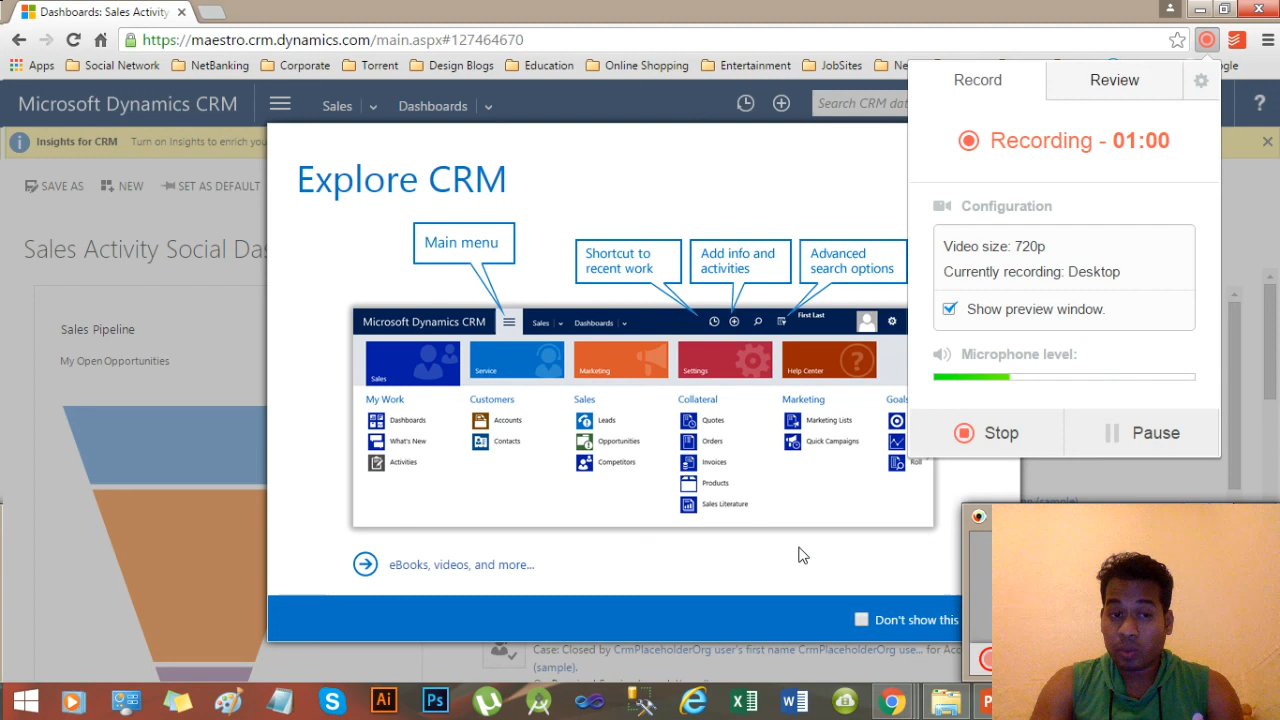 Dashboards: Sales Activity
https://maestro.crm.dynamics.com/main.aspx#127464670
Apps Social Network NetBanking Corporate Torrent Design Blogs Education Online Shopping Entertainment JobSites
Microsoft Dynamics CRM Sales Dashboards Search CRM dat ?
Insights for CRM Turn on Insights to enrich you
SAVE AS NEW SET AS DEFAULT
Sales Activity Social Das
Sales Pipeline
My Open Opportunities
Explore CRM
Main menu
Shortcut to
recent work
Add info and
activities
Advanced
search options
Microsoft Dynamics CRM Sales Dashboards First Last
Sales Service Marketing Settings Help Center
My Work Customers Sales Collateral Marketing Goals
Dashboards Accounts Leads Quotes Marketing Lists
What's New Contacts Opportunities Orders Quick Campaigns
Activities Competitors Invoices Roll
Products
Sales Literature
eBooks, videos, and more...
Don't show this
Case: Closed by CrmPlaceholderOrg user's first name CrmPlaceholderOrg use... for Acc
(sample).
(sample)
Record Review
Recording - 01:00
Configuration
Video size: 720p
Currently recording: Desktop
Show preview window.
Microphone level:
Stop Pause